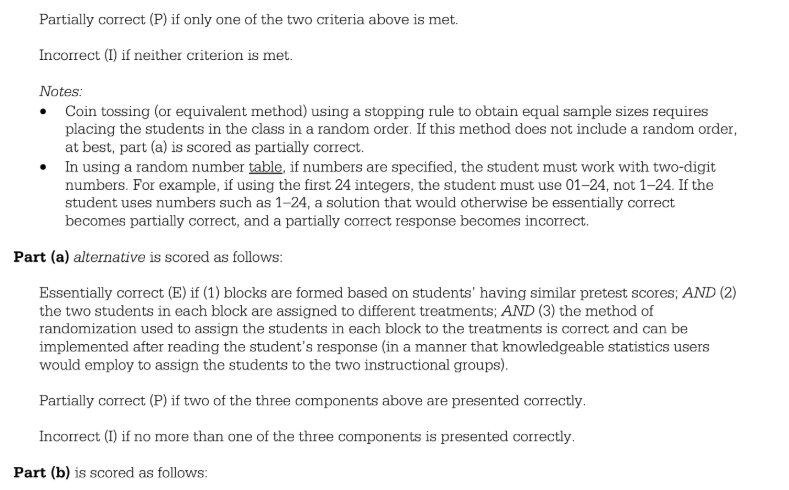 Partially correct (P) if only one of the two criteria above is met.
Incorrect (I) if neither criterion is met.
Notes:
• Coin tossing (or equivalent method) using a stopping rule to obtain equal sample sizes requires
placing the students in the class in a random order. If this method does not include a random order,
at best, part (a) is scored as partially correct.
• In using a random number table, if numbers are specified, the student must work with two-digit
numbers. For example, if using the first 24 integers, the student must use 01–24, not 1–24. If the
student uses numbers such as 1–24, a solution that would otherwise be essentially correct
becomes partially correct, and a partially correct response becomes incorrect.
Part (a) alternative is scored as follows:
Essentially correct (E) if (1) blocks are formed based on students' having similar pretest scores; AND (2)
the two students in each block are assigned to different treatments; AND (3) the method of
randomization used to assign the students in each block to the treatments is correct and can be
implemented after reading the student's response (in a manner that knowledgeable statistics users
would employ to assign the students to the two instructional groups).
Partially correct (P) if two of the three components above are presented correctly.
Incorrect (I) if no more than one of the three components is presented correctly.
Part (b) is scored as follows: